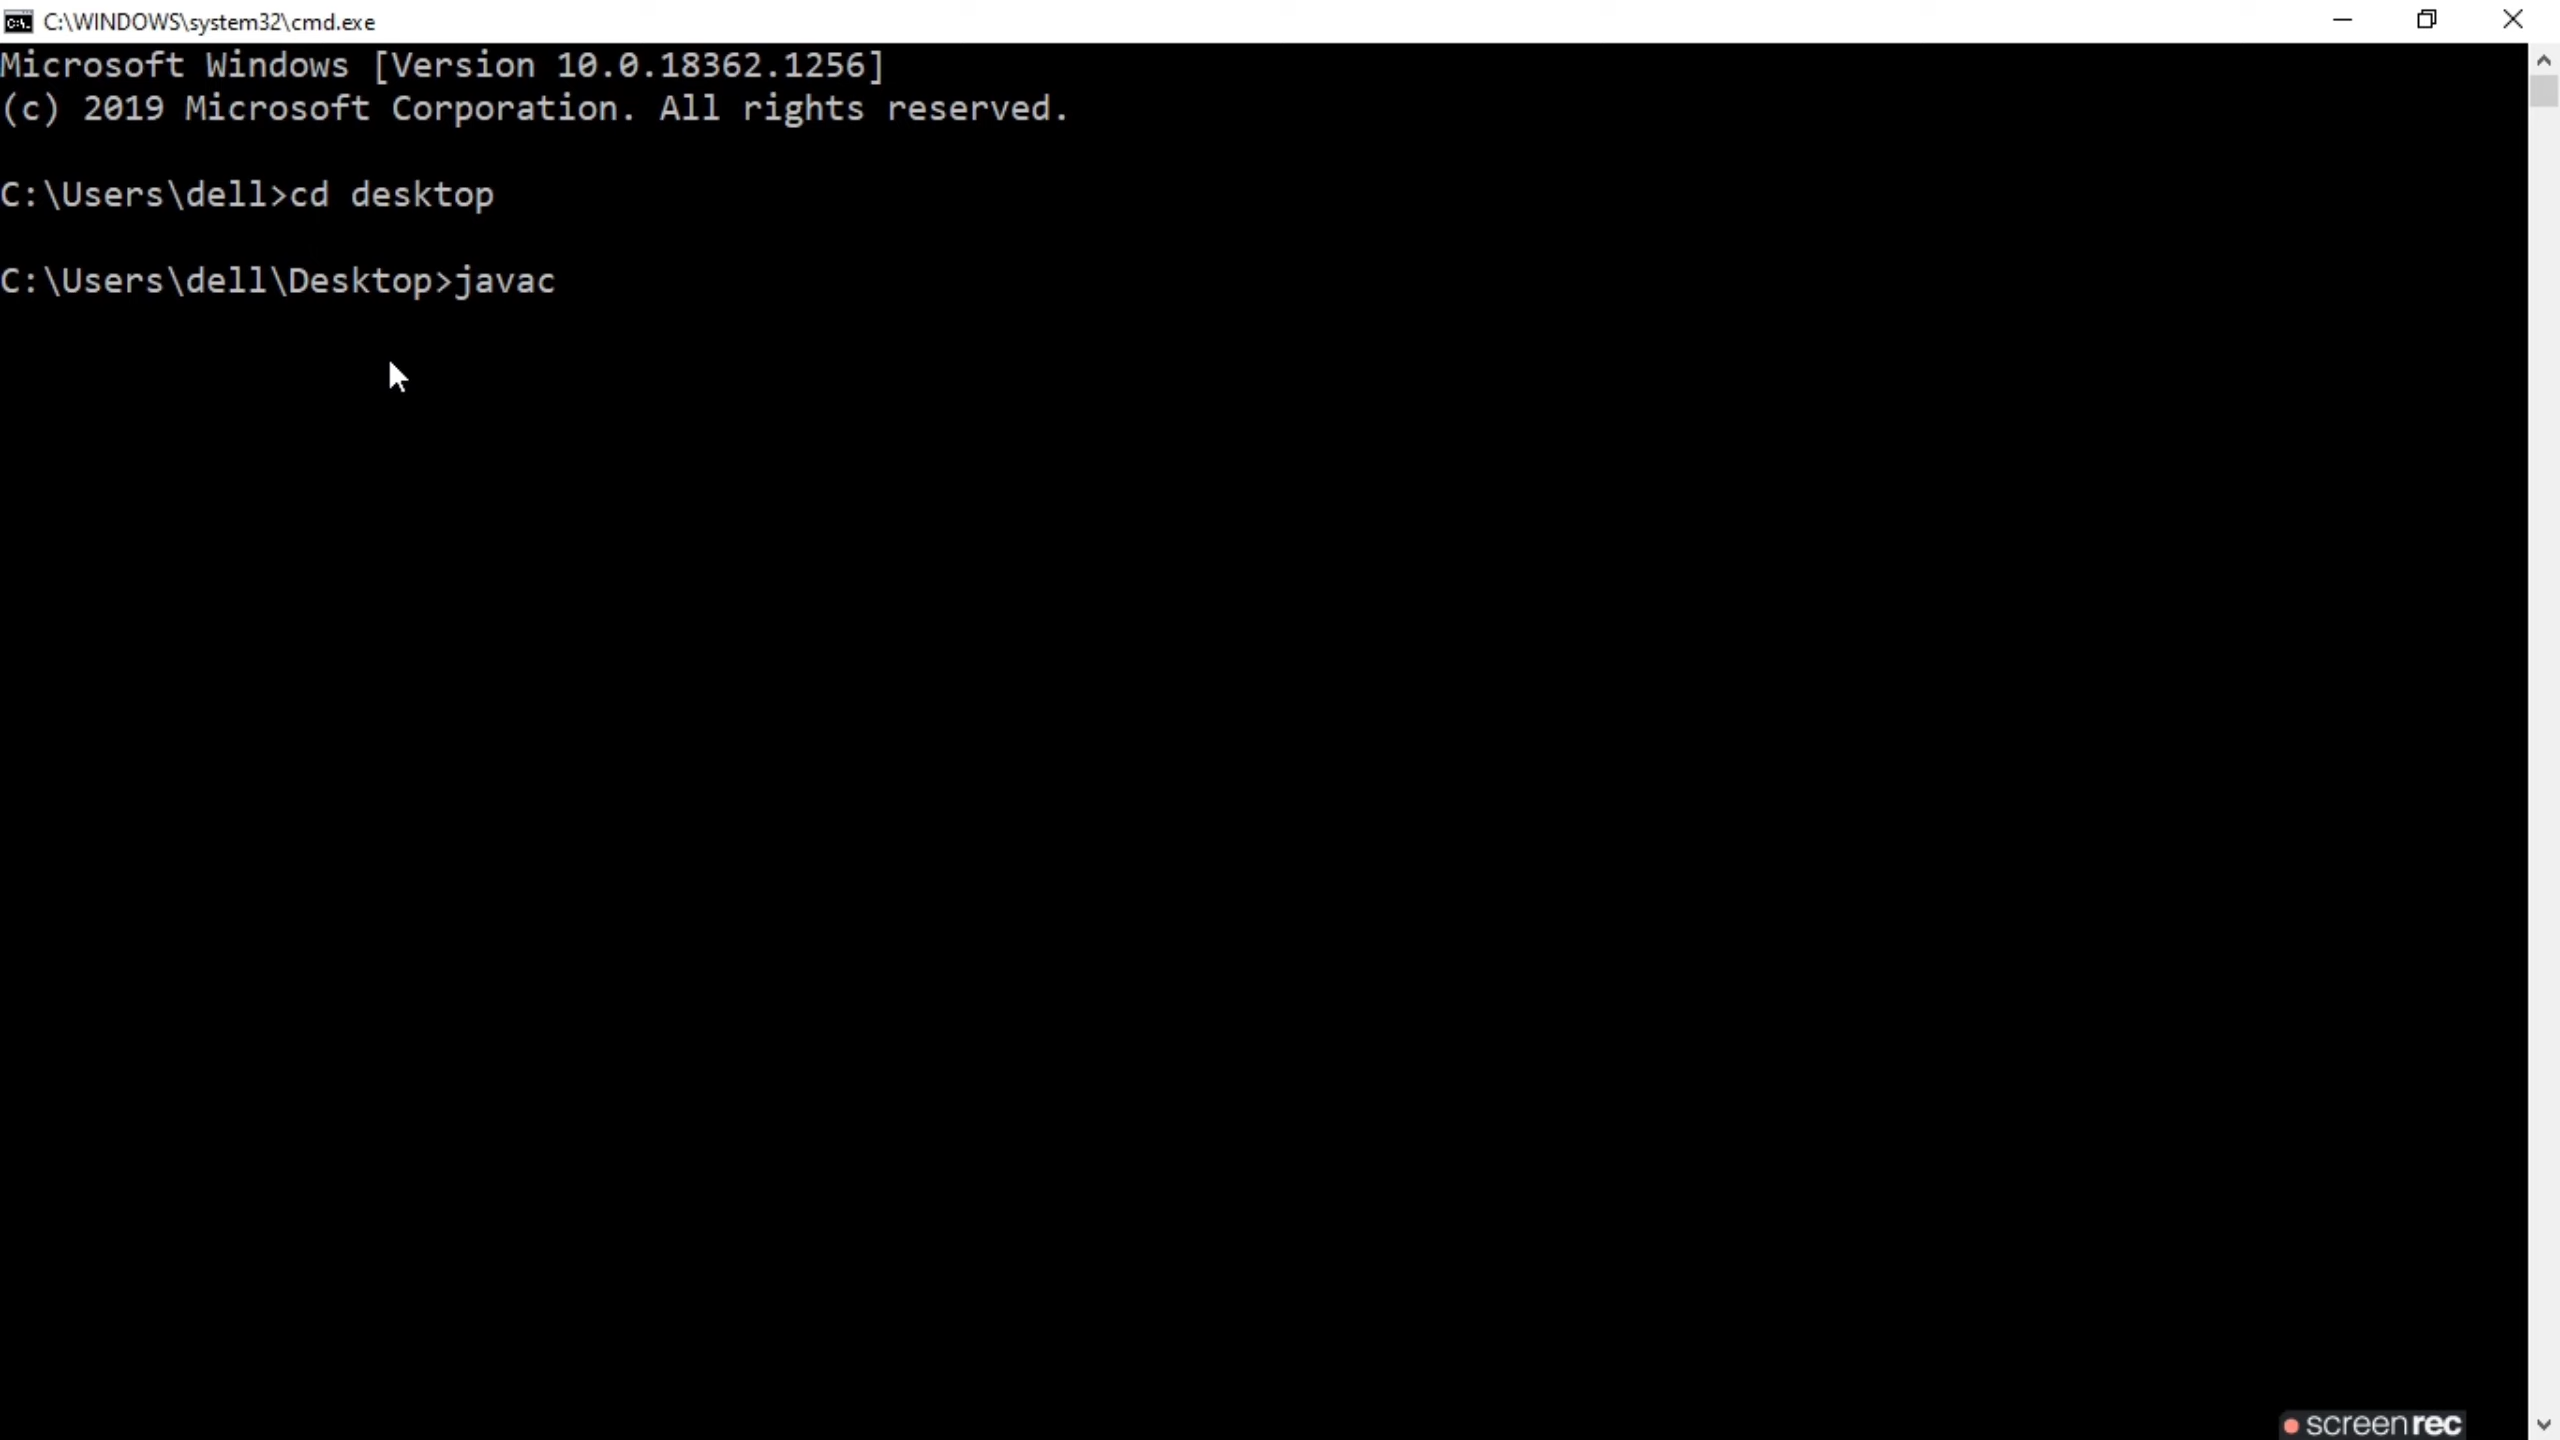 C:\WINDOWS\system32\cmd.exe
Microsoft Windows [Version 10.0.18362.1256]
(c) 2019 Microsoft Corporation. All rights reserved.
C:\Users\dell>cd desktop
C:\Users\dell\Desktop>javac
screenrec